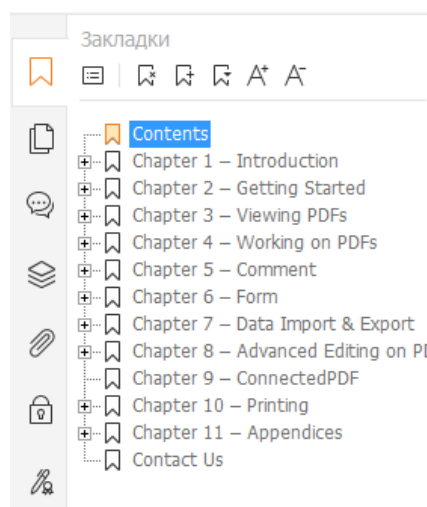 Закладки
Contents
Chapter 1 – Introduction
Chapter 2 – Getting Started
Chapter 3 – Viewing PDFs
Chapter 4 – Working on PDFs
Chapter 5 – Comment
Chapter 6 – Form
Chapter 7 – Data Import & Export
Chapter 8 – Advanced Editing on
Chapter 9 – ConnectedPDF
Chapter 10 – Printing
Chapter 11 – Appendices
Contact Us